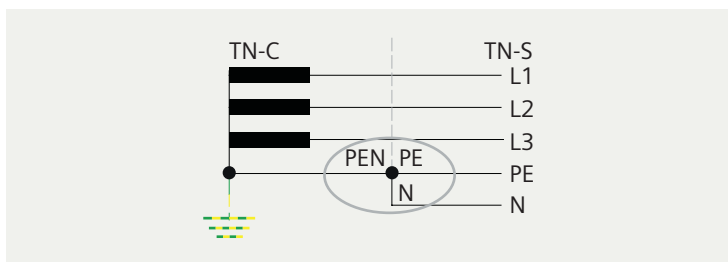 TN-C TN-S
L1
L2
L3
PEN PE PE
N N